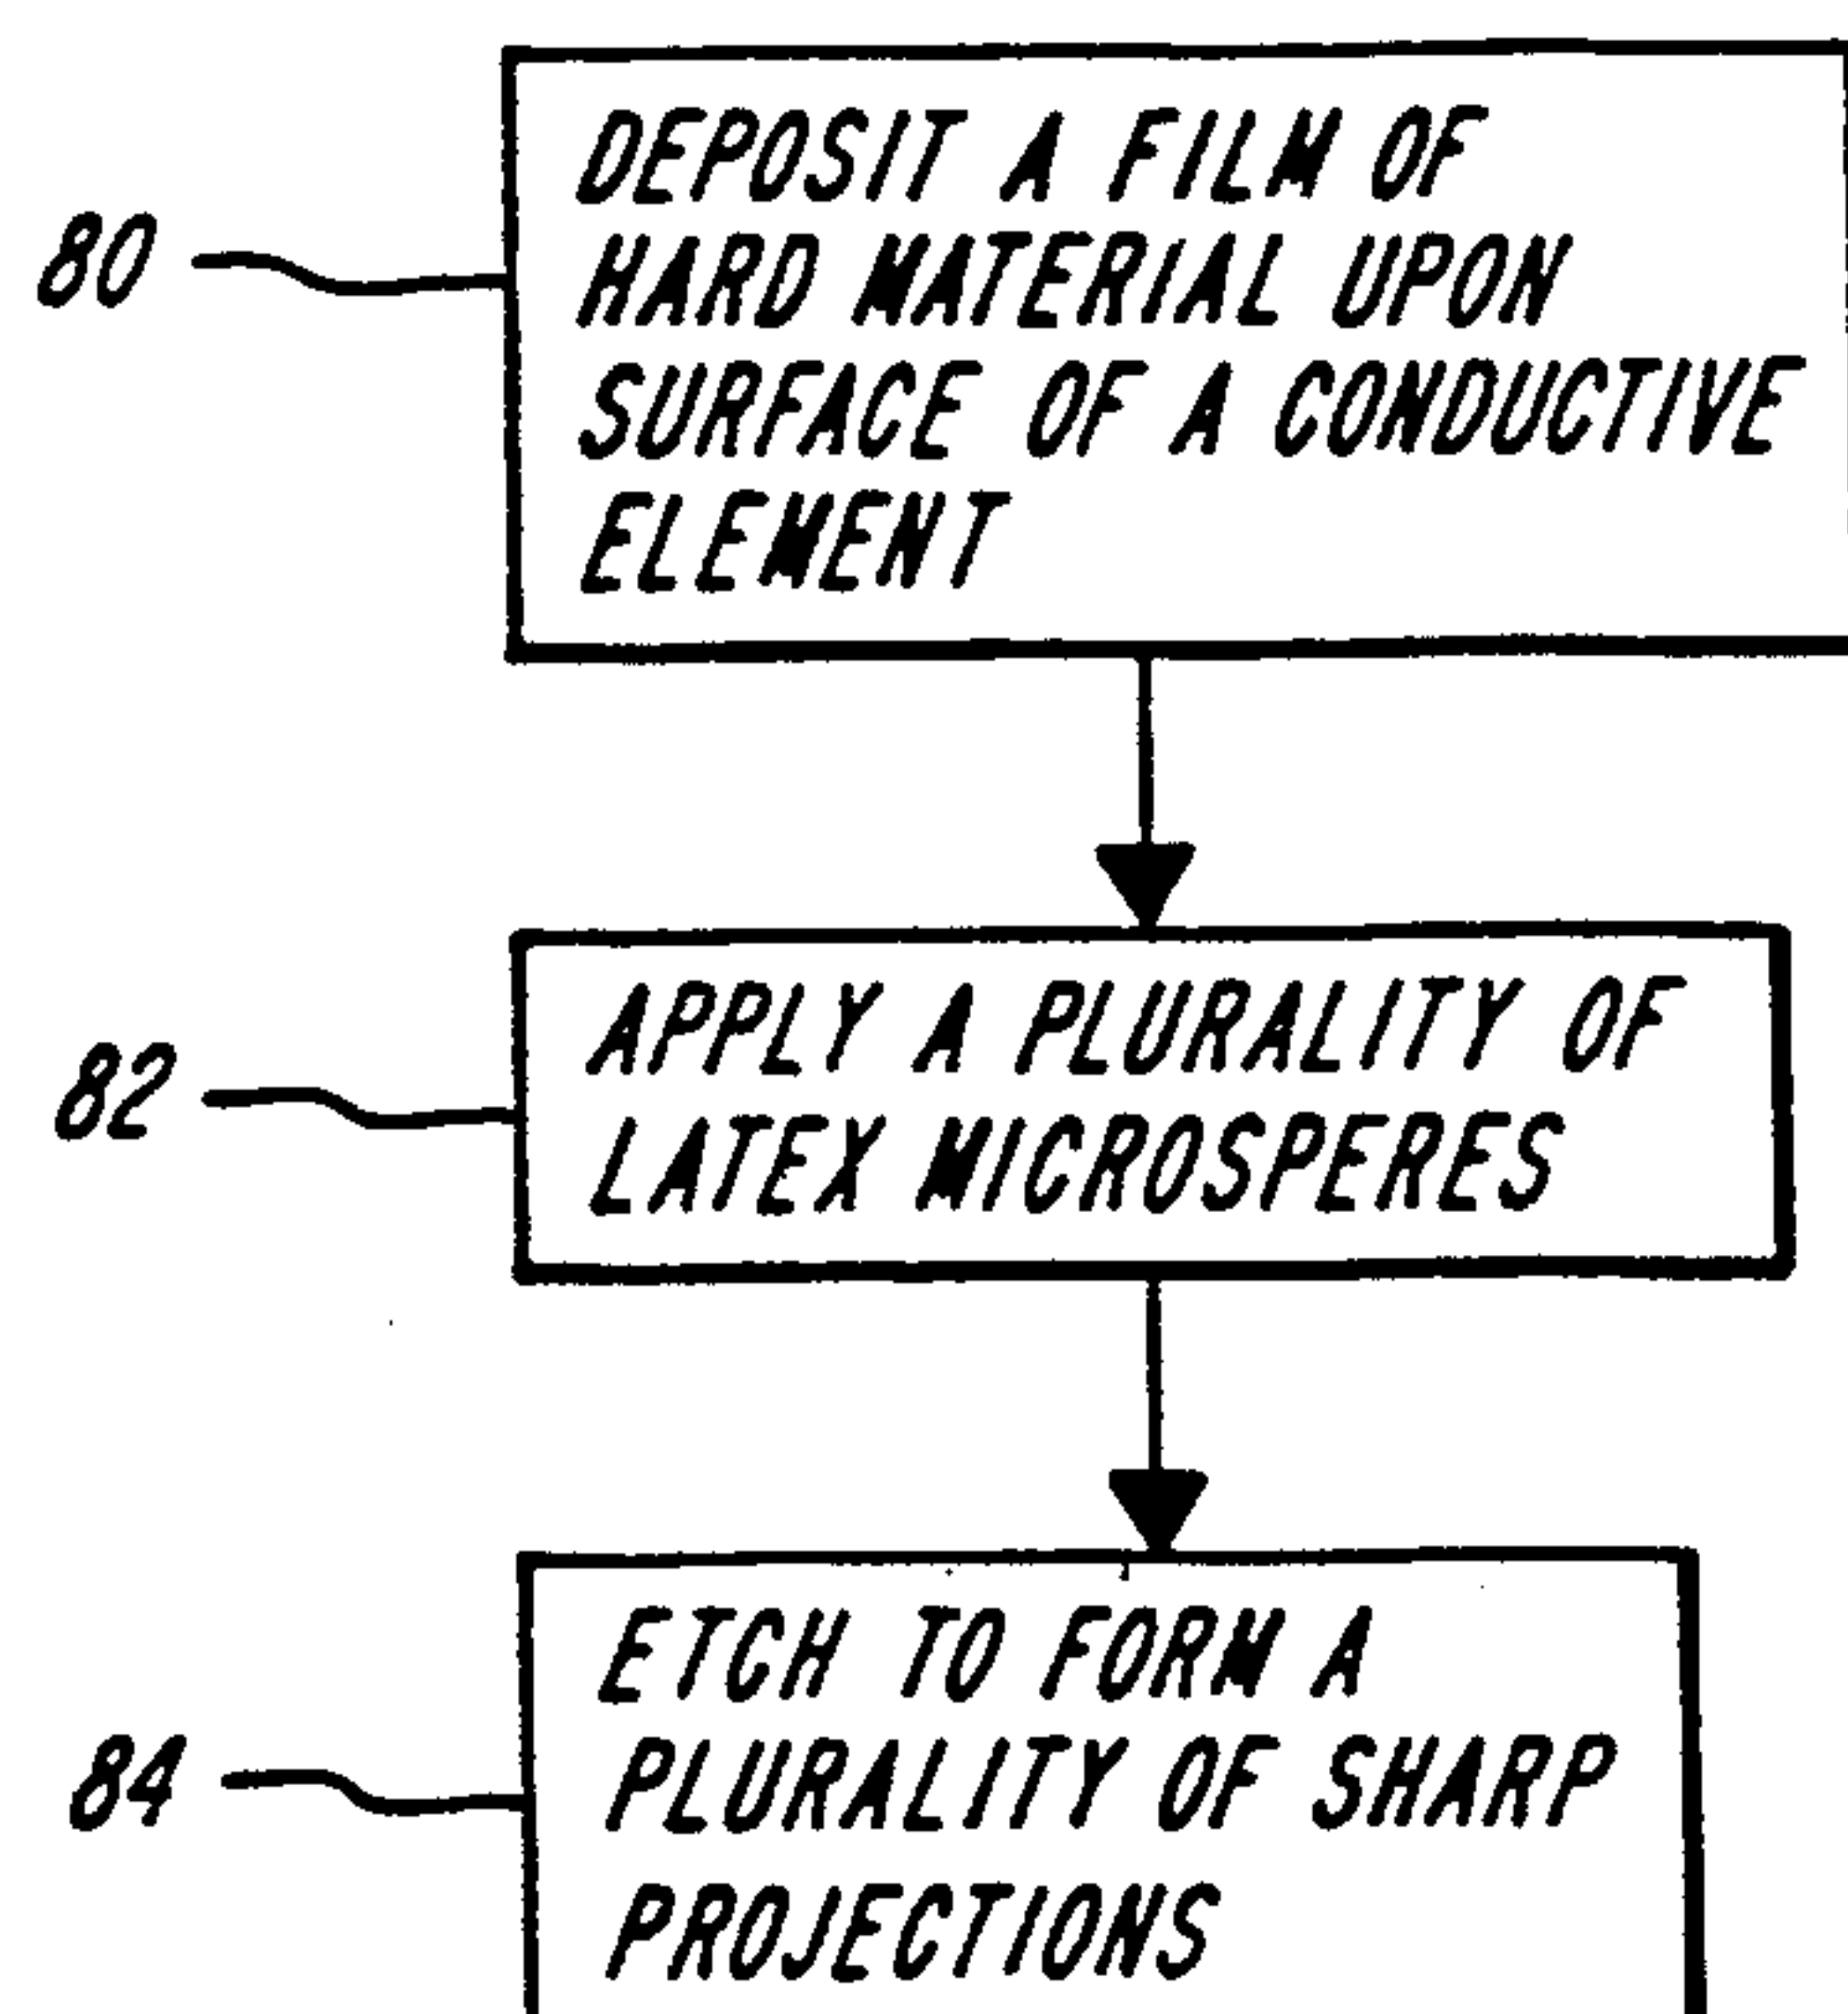 80
DEPOSIT A FILM OF
HARD MATERIAL UPON
SURFACE OF A CONDUCTIVE
ELEMENT
82
APPLY A PLURALITY OF
LATEX MICROSPERES
84
ETCH TO FORM A
PLURALITY OF SHARP
PROJECTIONS